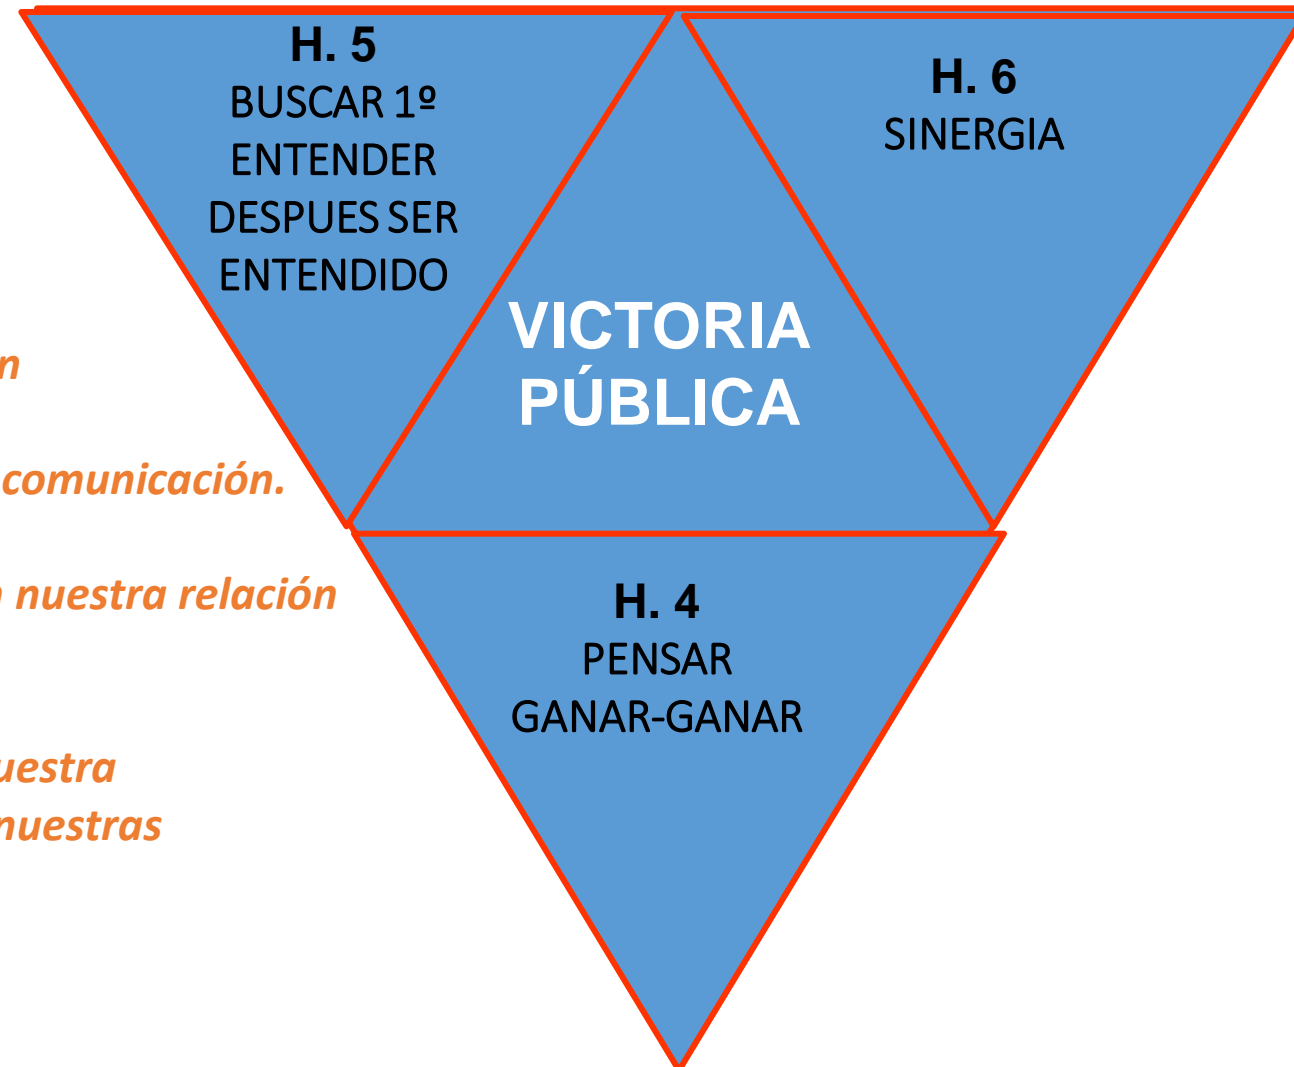 H. 5
BUSCAR 1º
ENTENDER
DESPUES SER
ENTENDIDO
H. 6
SINERGIA
VICTORIA
PÚBLICA
H. 4
PENSAR
GANAR-GANAR
n
comunicación.
n nuestra relación
uestra
nuestras